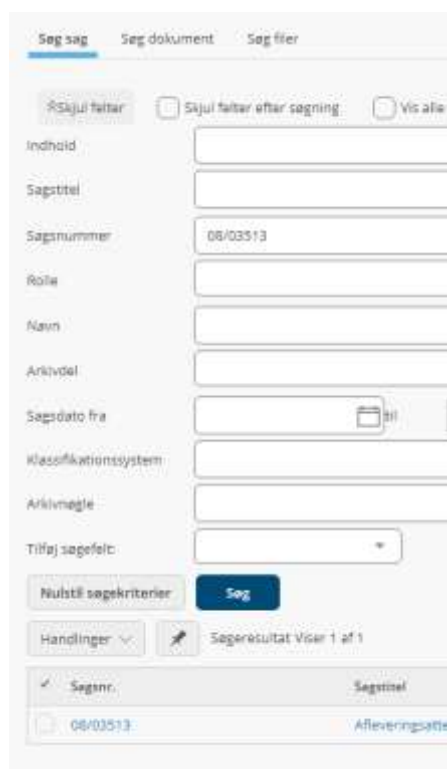 Søg sag Søg dokument Søg filer
Skjul felter Skjul felter efter søgning Vis alle
Indhold
Sagstitel
Sagsnummer 08/03513
Rolle
Navn
Arkivdel
Sagsdato fra til
Klassifikationssystem
Arkivnøgle
Tilføj søgefelt:
Nulstil søgekriterier Søg
Handlinger Søgeresultat Viser 1 af 1
Sagsnr. Sagstitel
08/03513 Afleveringsatte